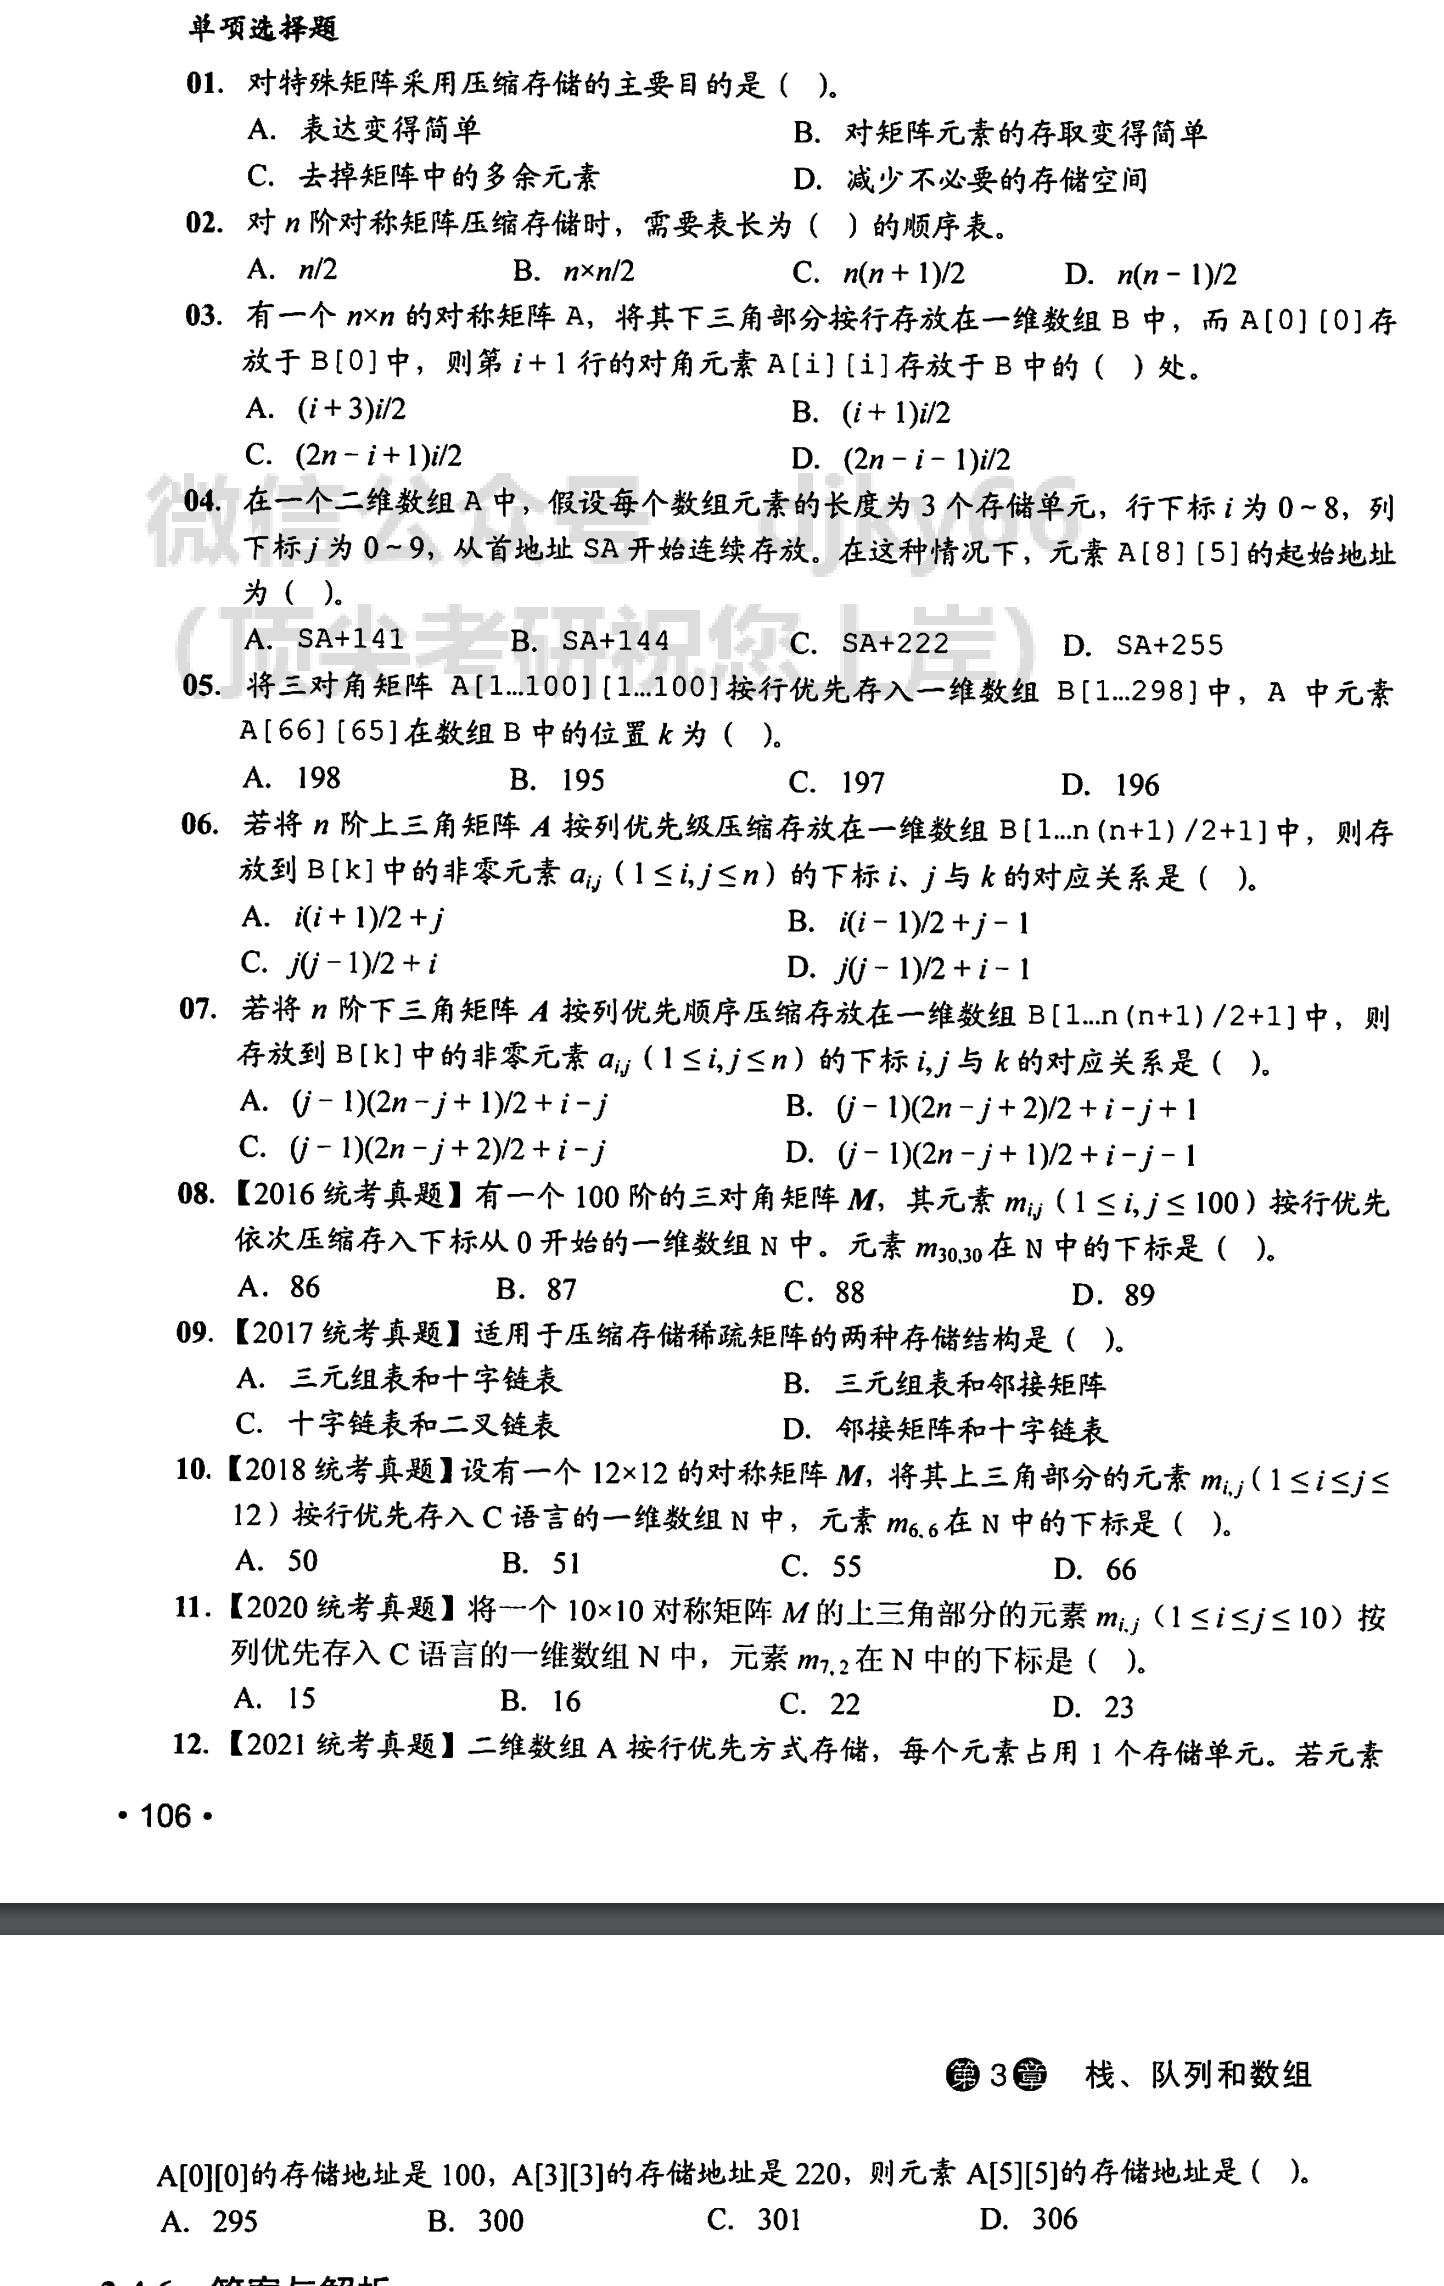 单项选择题
01. 对特殊矩阵采用压缩存储的主要目的是（ ）。
A. 表达变得简单 B. 对矩阵元素的存取变得简单
C. 去掉矩阵中的多余元素 D. 减少不必要的存储空间
02. 对 n 阶对称矩阵压缩存储时，需要表长为（ ）的顺序表。
A. n/2 B. n×n/2 C. n(n + 1)/2 D. n(n − 1)/2
03. 有一个 n×n 的对称矩阵 A，将其下三角部分按行存放在一维数组 B 中，而 A[0][0]存
放于 B[0]中，则第 i + 1 行的对角元素 A[i][i]存放于 B 中的（ ）处。
A. (i + 3)i/2 B. (i + 1)i/2
C. (2n − i + 1)i/2 D. (2n − i − 1)i/2
微信公众号：djky66
04. 在一个二维数组 A 中，假设每个数组元素的长度为 3 个存储单元，行下标 i 为 0～8，列
下标 j 为 0～9，从首地址 SA 开始连续存放。在这种情况下，元素 A[8][5]的起始地址
为（ ）。
（顶尖考研祝您上岸）
A. SA+141 B. SA+144 C. SA+222 D. SA+255
05. 将三对角矩阵 A[1…100][1…100]按行优先存入一维数组 B[1…298]中，A 中元素
A[66][65]在数组 B 中的位置 k 为（ ）。
A. 198 B. 195 C. 197 D. 196
06. 若将 n 阶上三角矩阵 A 按列优先级压缩存放在一维数组 B[1…n(n+1)/2+1]中，则存
放到 B[k]中的非零元素 ai,j（1≤i,j≤n）的下标 i、j 与 k 的对应关系是（ ）。
A. i(i + 1)/2 + j B. i(i − 1)/2 + j − 1
C. j(j − 1)/2 + i D. j(j − 1)/2 + i − 1
07. 若将 n 阶下三角矩阵 A 按列优先顺序压缩存放在一维数组 B[1…n(n+1)/2+1]中，则
存放到 B[k]中的非零元素 ai,j（1≤i,j≤n）的下标 i,j 与 k 的对应关系是（ ）。
A. (j − 1)(2n − j + 1)/2 + i − j B. (j − 1)(2n − j + 2)/2 + i − j + 1
C. (j − 1)(2n − j + 2)/2 + i − j D. (j − 1)(2n − j + 1)/2 + i − j − 1
08. 【2016 统考真题】有一个 100 阶的三对角矩阵 M，其元素 mi,j（1≤i, j≤100）按行优先
依次压缩存入下标从 0 开始的一维数组 N 中。元素 m30,30在 N 中的下标是（ ）。
A. 86 B. 87 C. 88 D. 89
09. 【2017 统考真题】适用于压缩存储稀疏矩阵的两种存储结构是（ ）。
A. 三元组表和十字链表 B. 三元组表和邻接矩阵
C. 十字链表和二叉链表 D. 邻接矩阵和十字链表
10. 【2018 统考真题】设有一个 12×12 的对称矩阵 M，将其上三角部分的元素 mi,j（1≤i≤j≤
12）按行优先存入 C 语言的一维数组 N 中，元素 m6,6在 N 中的下标是（ ）。
A. 50 B. 51 C. 55 D. 66
11. 【2020 统考真题】将一个 10×10 对称矩阵 M 的上三角部分的元素 mi,j（1≤i≤j≤10）按
列优先存入 C 语言的一维数组 N 中，元素 m7,2在 N 中的下标是（ ）。
A. 15 B. 16 C. 22 D. 23
12. 【2021 统考真题】二维数组 A 按行优先方式存储，每个元素占用 1 个存储单元。若元素
• 106 •
第3章 栈、队列和数组
A[0][0]的存储地址是 100，A[3][3]的存储地址是 220，则元素 A[5][5]的存储地址是（ ）。
A. 295 B. 300 C. 301 D. 306